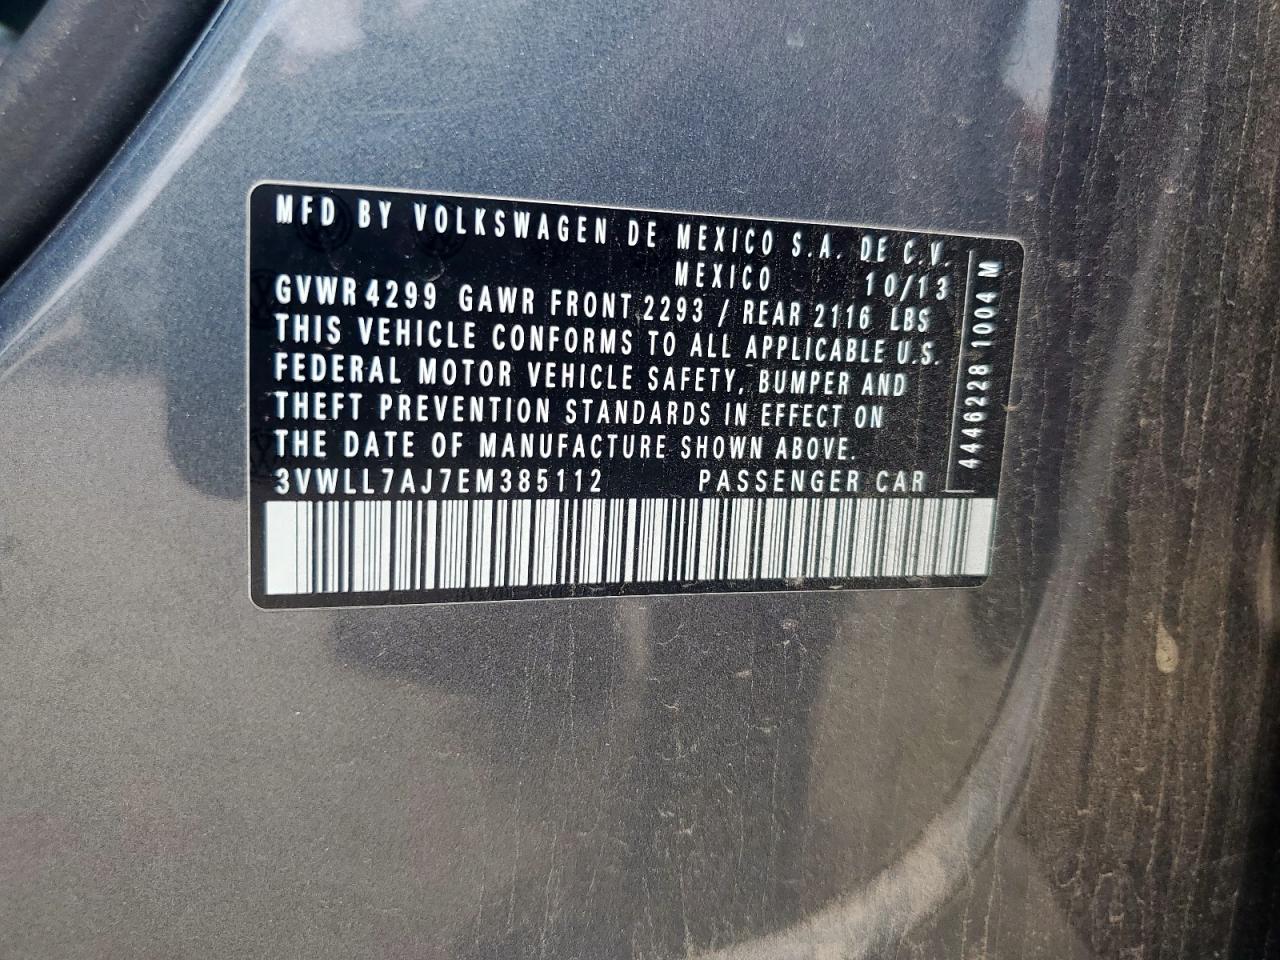 MFD BY VOLKSWAGEN DE MEXICO S.A. DE C.V.
MEXICO 10/13
GVWR 4299 GAWR FRONT 2293 / REAR 2116 LBS
THIS VEHICLE CONFORMS TO ALL APPLICABLE U.S.
FEDERAL MOTOR VEHICLE SAFETY, BUMPER AND
THEFT PREVENTION STANDARDS IN EFFECT ON
THE DATE OF MANUFACTURE SHOWN ABOVE.
3VWLL7AJ7EM385112 PASSENGER CAR
4446228 1004 M